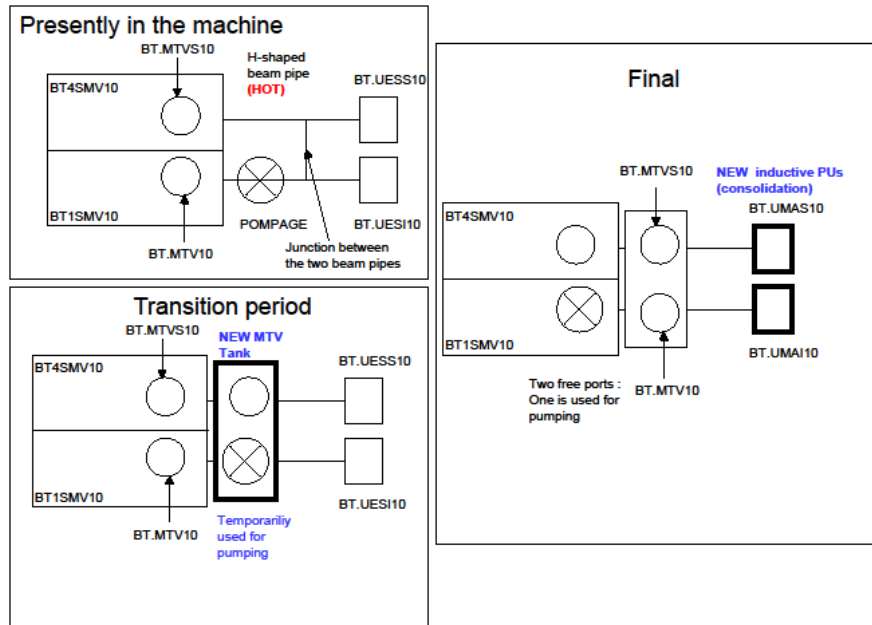 Presently in the machine
BT.MTVS10
H-shaped
beam pipe
(HOT)
BT.UESS10
BT4SMV10
BT1SMV10
POMPAGE
BT.UESI10
BT.MTV10
Junction between
the two beam pipes
Transition period
BT.MTVS10
NEW MTV
Tank
BT.UESS10
BT4SMV10
BT1SMV10
BT.UESI10
BT.MTV10
Temporariliy
used for
pumping
Final
BT.MTVS10
NEW inductive PUs
(consolidation)
BT.UMAS10
BT4SMV10
BT1SMV10
BT.UMAI10
Two free ports :
One is used for
pumping
BT.MTV10